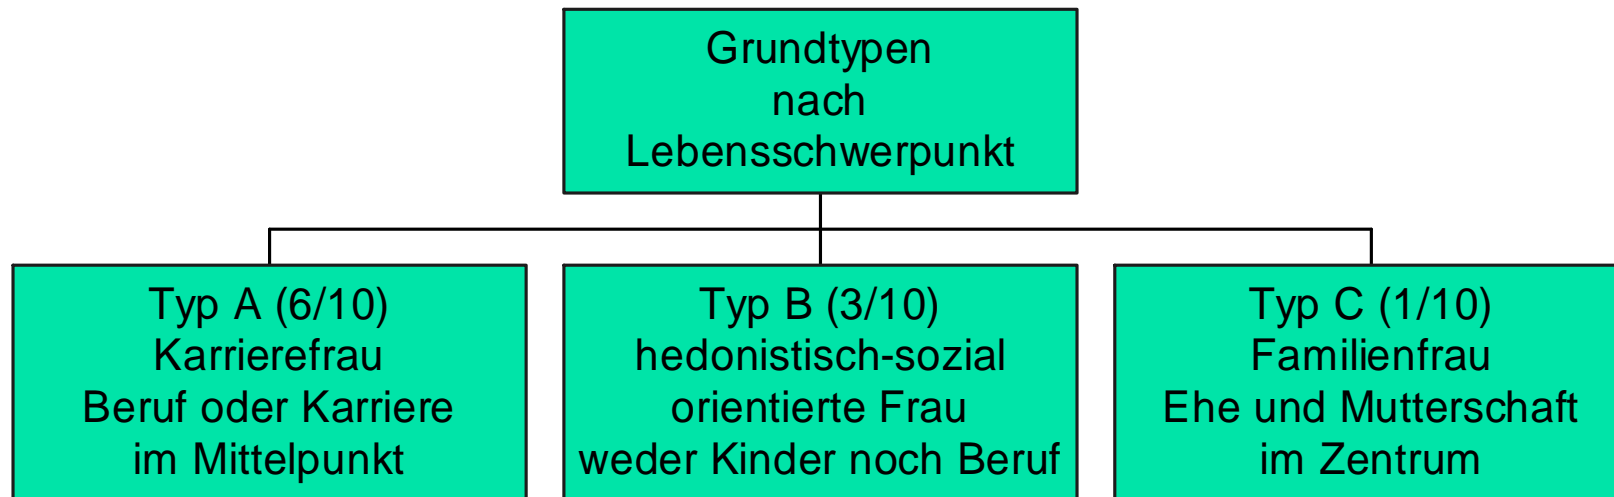 Grundtypen
nach
Lebensschwerpunkt
Typ A (6/10)
Karrierefrau
Beruf oder Karriere
im Mittelpunkt
Typ B (3/10)
hedonistisch-sozial
orientierte Frau
weder Kinder noch Beruf
Typ C (1/10)
Familienfrau
Ehe und Mutterschaft
im Zentrum